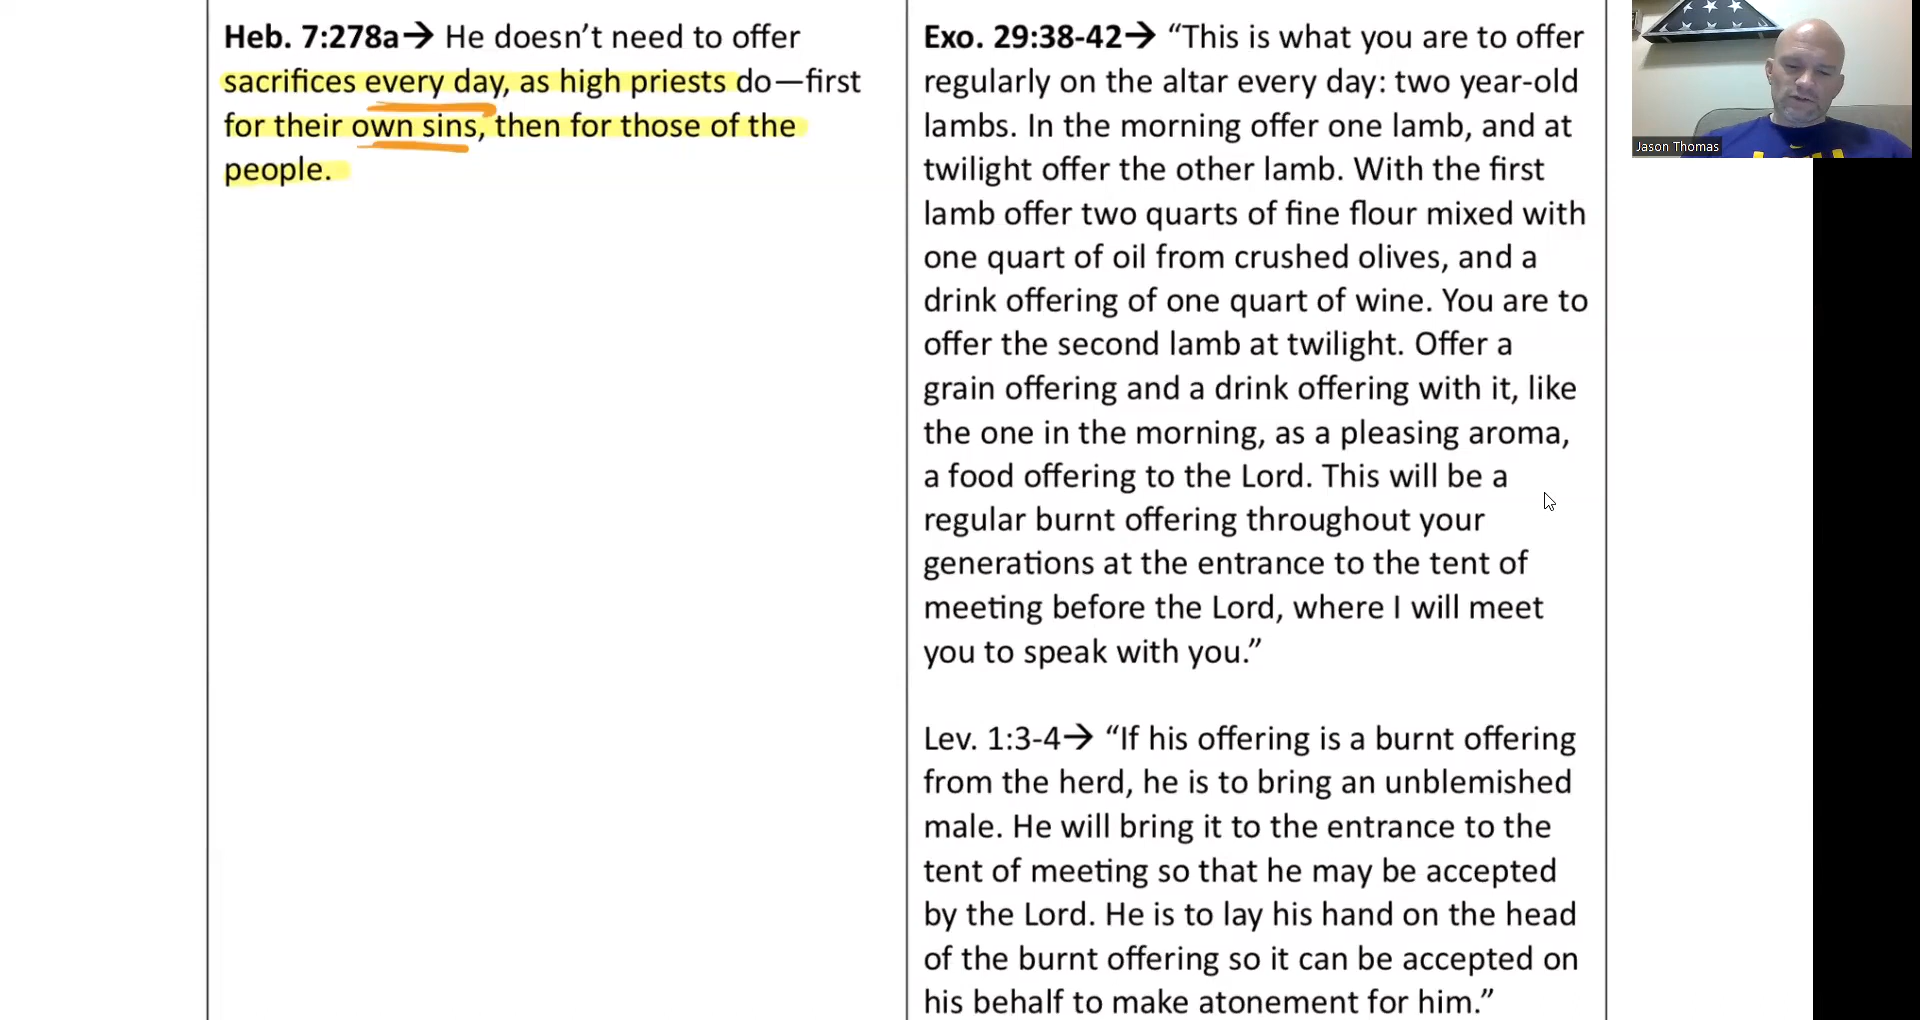 Heb. 7:278a→ He doesn’t need to offer
sacrifices every day, as high priests do—first
for their own sins, then for those of the
people.
Exo. 29:38-42→ “This is what you are to offer
regularly on the altar every day: two year-old
lambs. In the morning offer one lamb, and at
twilight offer the other lamb. With the first
lamb offer two quarts of fine flour mixed with
one quart of oil from crushed olives, and a
drink offering of one quart of wine. You are to
offer the second lamb at twilight. Offer a
grain offering and a drink offering with it, like
the one in the morning, as a pleasing aroma,
a food offering to the Lord. This will be a
regular burnt offering throughout your
generations at the entrance to the tent of
meeting before the Lord, where I will meet
you to speak with you.”
Lev. 1:3-4→ “If his offering is a burnt offering
from the herd, he is to bring an unblemished
male. He will bring it to the entrance to the
tent of meeting so that he may be accepted
by the Lord. He is to lay his hand on the head
of the burnt offering so it can be accepted on
his behalf to make atonement for him.”
Jason Thomas